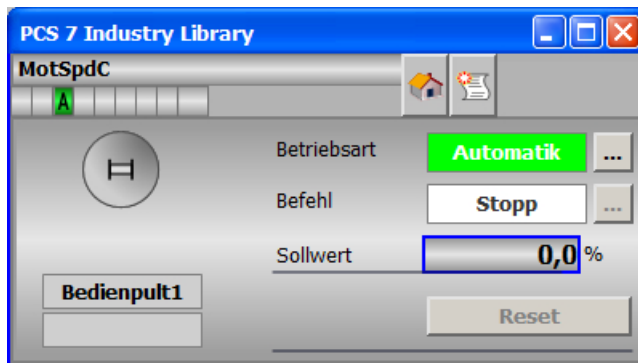 PCS 7 Industry Library
MotSpdC
A
Betriebsart Automatik ...
Befehl Stopp ...
Sollwert 0,0 %
Bedienpult1
Reset